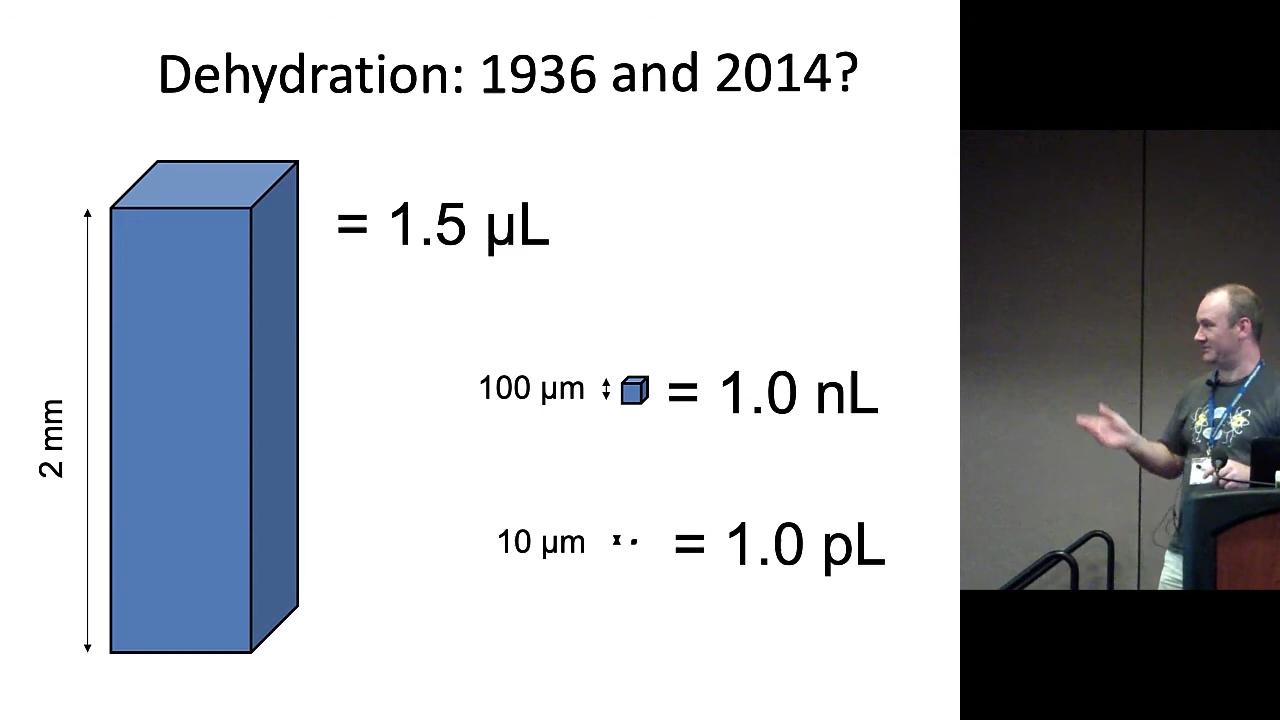 Dehydration: 1936 and 2014?
= 1.5 µL
2 mm
100 µm = 1.0 nL
10 µm = 1.0 pL